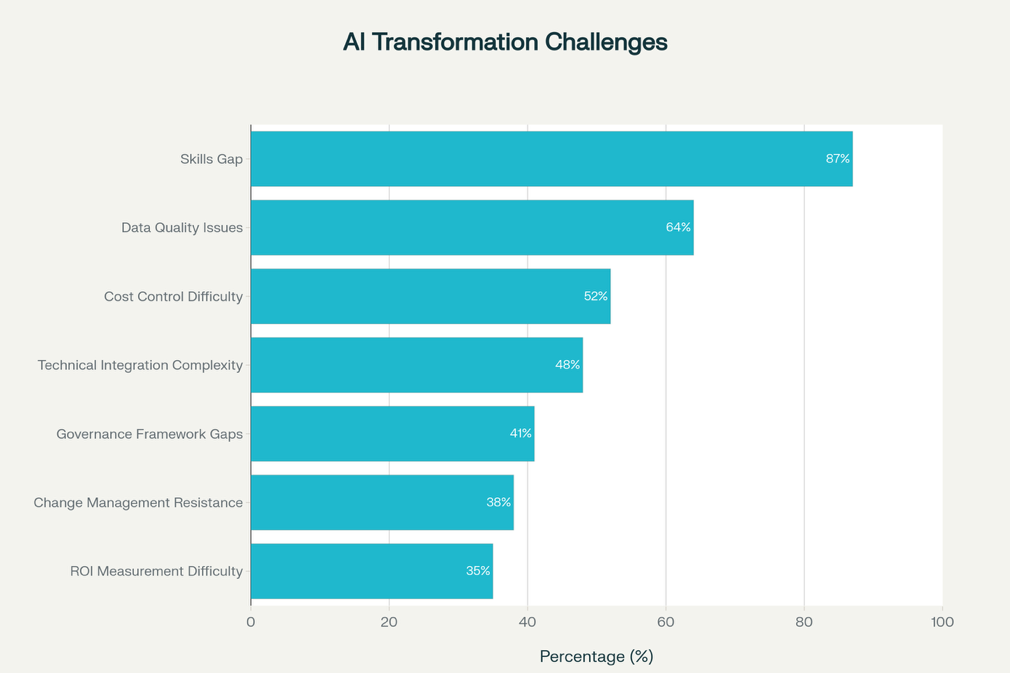 AI Transformation Challenges
Skills Gap
87%
Data Quality Issues
64%
Cost Control Difficulty
52%
Technical Integration Complexity
48%
Governance Framework Gaps
41%
Change Management Resistance
38%
ROI Measurement Difficulty
35%
0 20 40 60 80 100
Percentage (%)